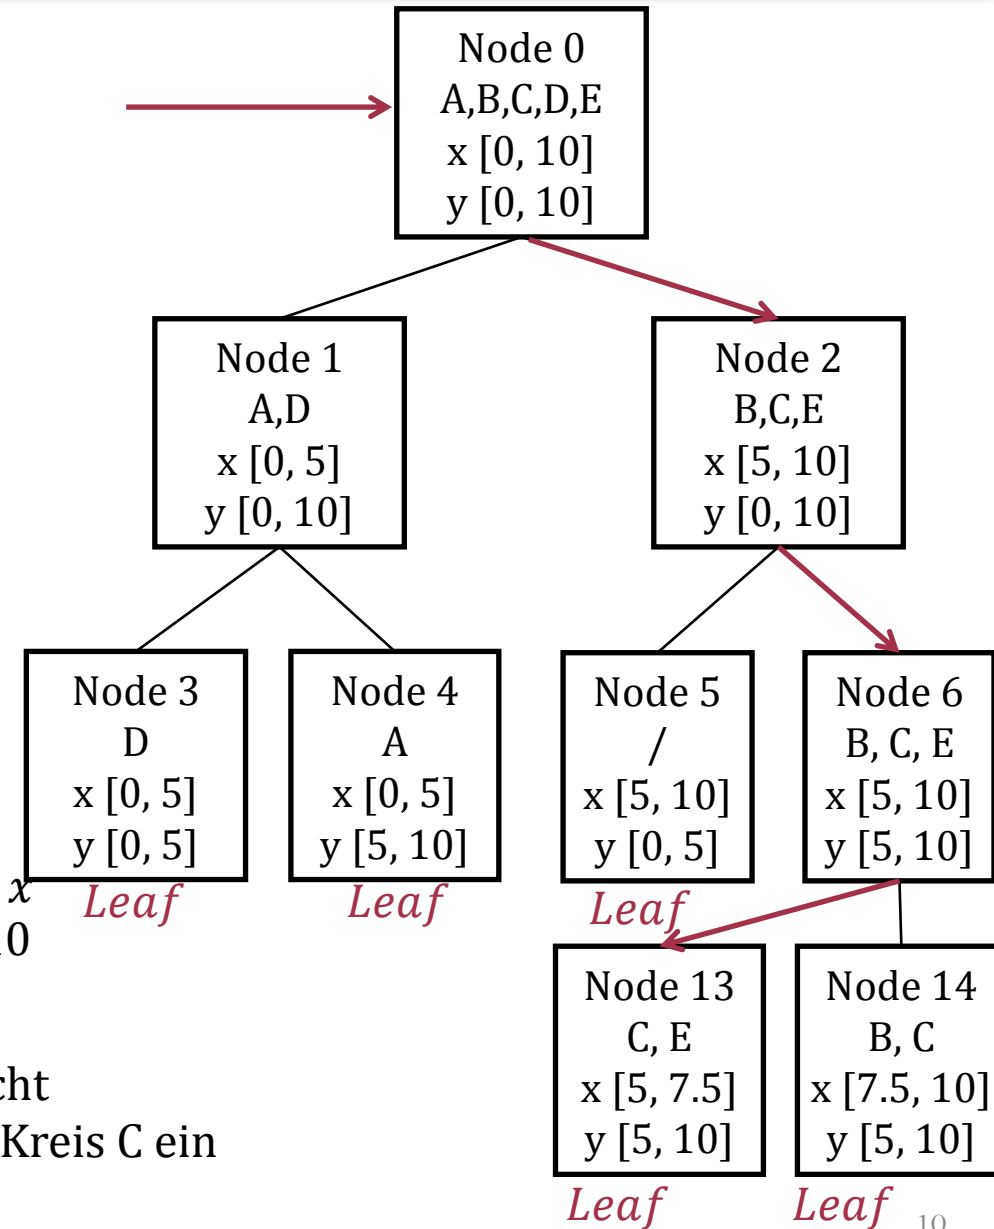 Node 0
A,B,C,D,E
x [0, 10]
y [0, 10]
Node 1
A,D
x [0, 5]
y [0, 10]
Node 2
B,C,E
x [5, 10]
y [0, 10]
Node 3
D
x [0, 5]
y [0, 5]
Leaf
Node 4
A
x [0, 5]
y [5, 10]
Leaf
Node 5
/
x [5, 10]
y [0, 5]
Leaf
Node 6
B, C, E
x [5, 10]
y [5, 10]
x
0
Node 13
C, E
x [5, 7.5]
y [5, 10]
Leaf
Node 14
B, C
x [7.5, 10]
y [5, 10]
Leaf
cht
Kreis C ein
10